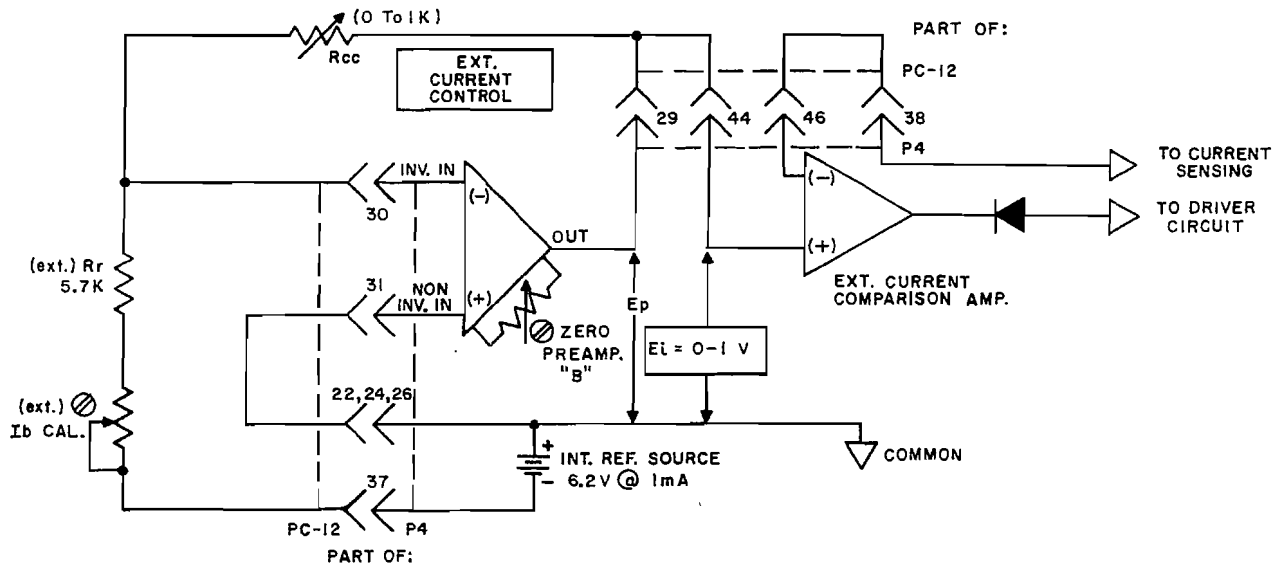 (0 To 1K)
Rcc
EXT.
CURRENT
CONTROL
PART OF:
PC-12
29
44
46
38
P4
TO CURRENT
SENSING
TO DRIVER
CIRCUIT
INV. IN
(-)
30
OUT
(ext.) Rr
5.7K
31
NON
INV. IN
(+)
(-)
(+)
EXT. CURRENT
COMPARISON AMP.
Ep
ZERO
PREAMP.
"B"
Ei = 0-1 V
(ext.)
Ib CAL.
22,24,26
+
INT. REF. SOURCE
6.2V @ 1mA
-
COMMON
37
PC-12
P4
PART OF: